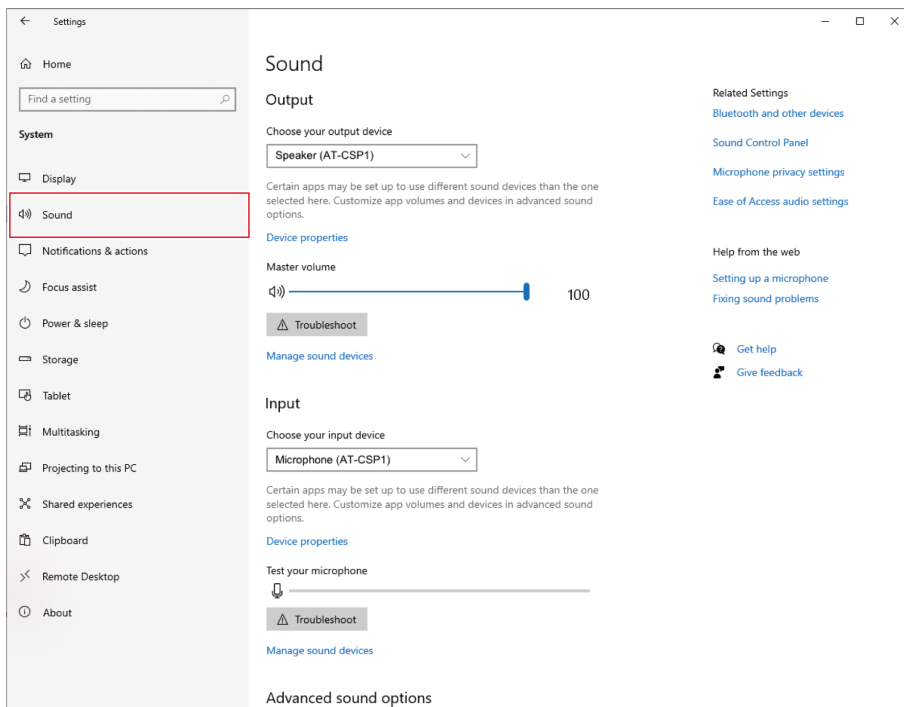 Settings
Home
Find a setting
System
Display
Sound
Notifications & actions
Focus assist
Power & sleep
Storage
Tablet
Multitasking
Projecting to this PC
Shared experiences
Clipboard
Remote Desktop
About
Sound
Output
Choose your output device
Speaker (AT-CSP1)
Certain apps may be set up to use different sound devices than the one
selected here. Customize app volumes and devices in advanced sound
options.
Device properties
Master volume
100
Troubleshoot
Manage sound devices
Input
Choose your input device
Microphone (AT-CSP1)
Certain apps may be set up to use different sound devices than the one
selected here. Customize app volumes and devices in advanced sound
options.
Device properties
Test your microphone
Troubleshoot
Manage sound devices
Advanced sound options
Related Settings
Bluetooth and other devices
Sound Control Panel
Microphone privacy settings
Ease of Access audio settings
Help from the web
Setting up a microphone
Fixing sound problems
Get help
Give feedback